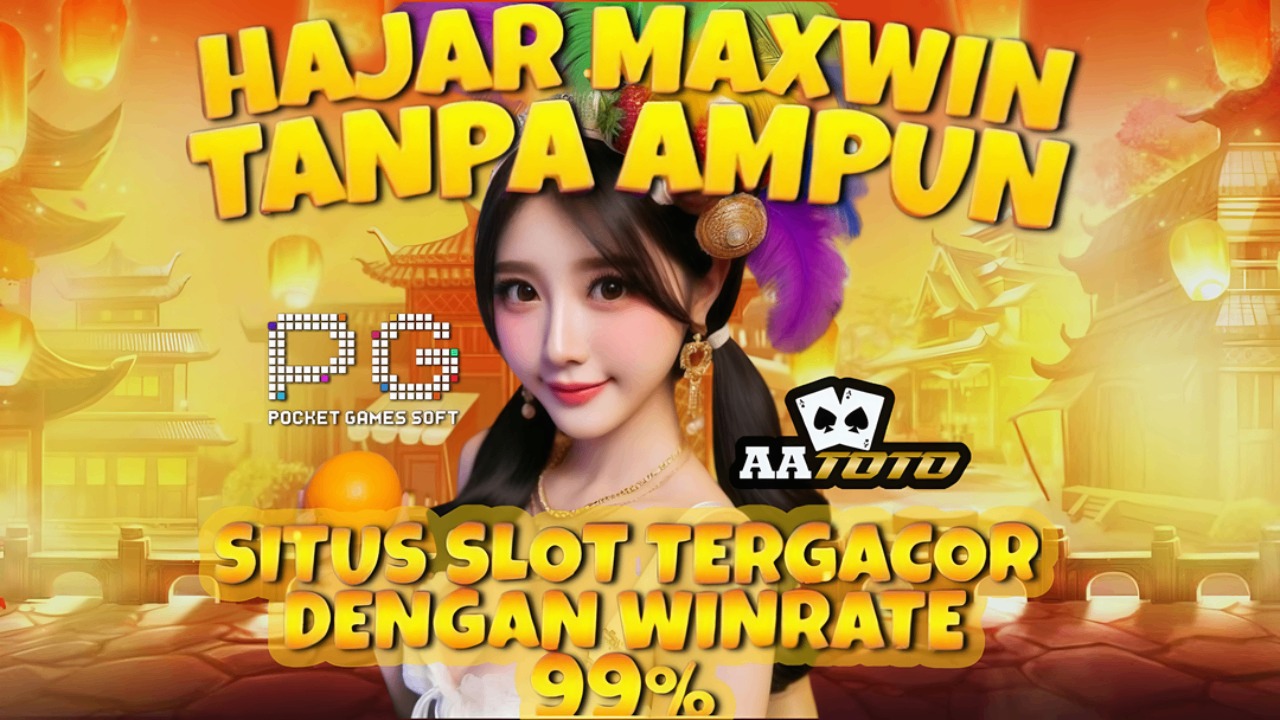 HAJAR MAXWIN
TANPA AMPUN
PG
POCKET GAMES SOFT
AATOTO
SITUS SLOT TERGACOR
DENGAN WINRATE
99%